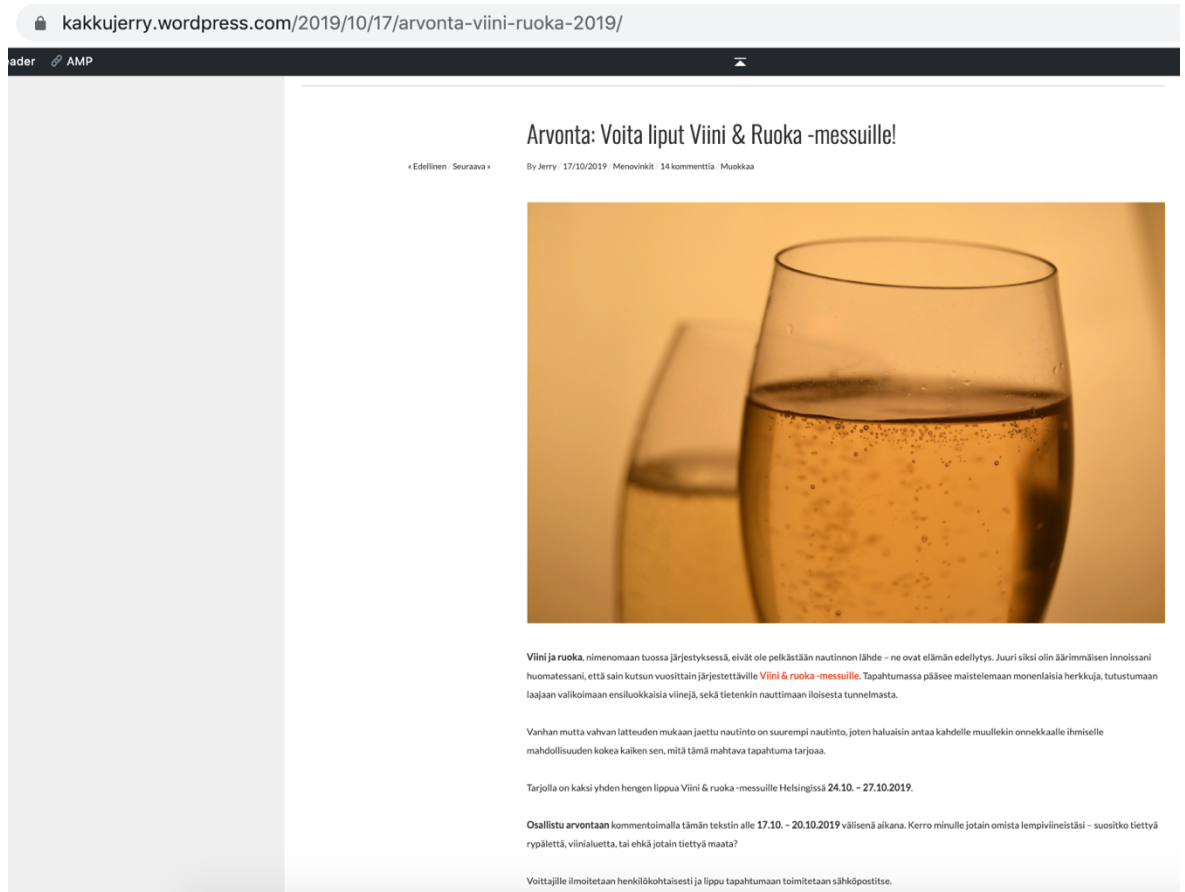 kakkujerry.wordpress.com/2019/10/17/arvonta-viini-ruoka-2019/
ader AMP
Arvonta: Voita liput Viini & Ruoka -messuille!
« Edellinen / Seuraava »
By Jerry / 17/10/2019 / Menovinkit / 14 kommenttia / Muokkaa
Viini ja ruoka, nimenomaan tuossa järjestyksessä, eivät ole pelkästään nautinnon lähde – ne ovat elämän edellytys. Juuri siksi olin äärimmäisen innoissani
huomatessani, että sain kutsun vuosittain järjestettäville Viini & ruoka -messuille. Tapahtumassa pääsee maistelemaan monenlaisia herkkuja, tutustumaan
laajaan valikoimaan ensiluokkaisia viinejä, sekä tietenkin nauttimaan iloisesta tunnelmasta.
Vanhan mutta vahvan latteuden mukaan jaettu nautinto on suurempi nautinto, joten haluaisin antaa kahdelle muullekin onnekkaalle ihmiselle
mahdollisuuden kokea kaiken sen, mitä tämä mahtava tapahtuma tarjoaa.
Tarjolla on kaksi yhden hengen lippua Viini & ruoka -messuille Helsingissä 24.10. – 27.10.2019.
Osallistu arvontaan kommentoimalla tämän tekstin alle 17.10. – 20.10.2019 välisenä aikana. Kerro minulle jotain omista lempiviineistäsi – suositko tiettyä
rypälettä, viinialuetta, tai ehkä jotain tiettyä maata?
Voittajille ilmoitetaan henkilökohtaisesti ja lippu tapahtumaan toimitetaan sähköpostitse.